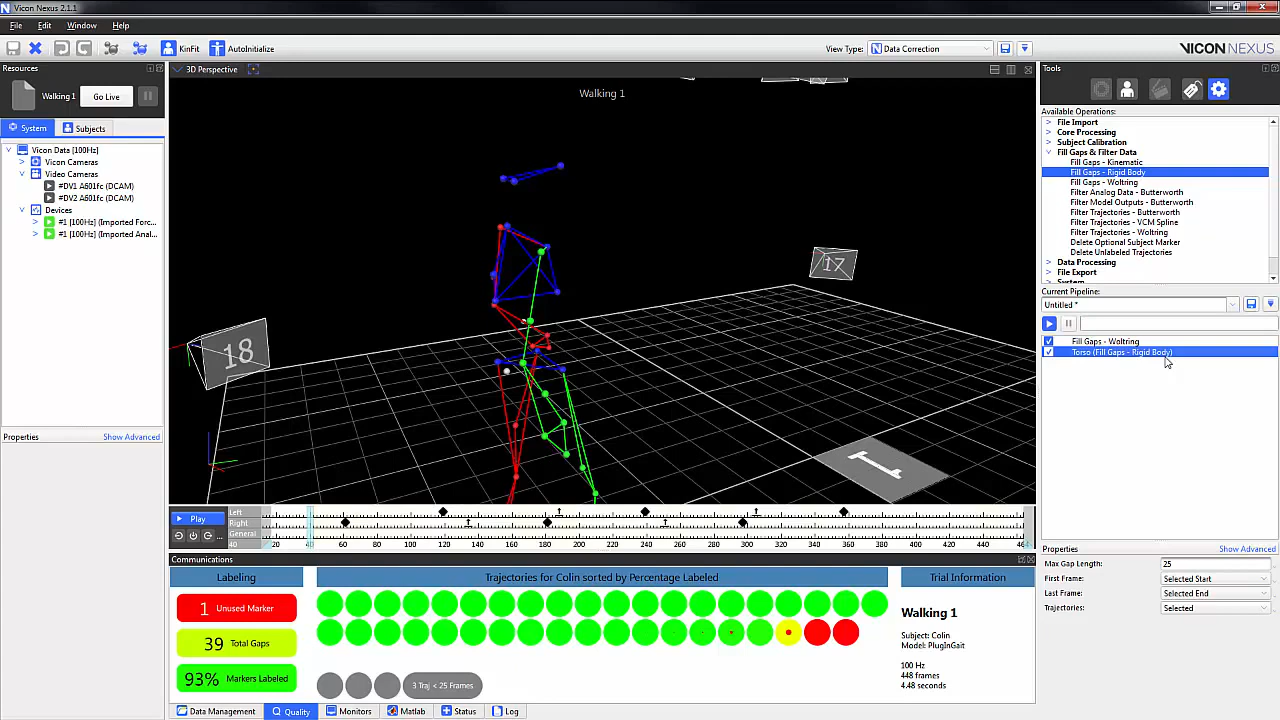 Vicon Nexus 2.1.1
File Edit Window Help
KinFit AutoInitialize View Type: Data Correction VICON NEXUS
Resources
Walking 1 Go Live
System Subjects
Vicon Data [100Hz]
Vicon Cameras
Video Cameras
#DV1 A601fc (DCAM)
#DV2 A601fc (DCAM)
Devices
#1 [100Hz] (Imported Forc...
#1 [100Hz] (Imported Anal...
Properties Show Advanced
3D Perspective
Walking 1
17
18
1
Play
Left
Right
General
40 20 40 60 80 100 120 140 160 180 200 220 240 260 280 300 320 340 360 380 400 420 440
Communications
Labeling
1 Unused Marker
39 Total Gaps
93% Markers Labeled
Trajectories for Colin sorted by Percentage Labeled
3 Traj < 25 Frames
Trial Information
Walking 1
Subject: Colin
Model: PlugInGait
100 Hz
448 frames
4.48 seconds
Data Management Quality Monitors Matlab Status Log
Tools
Available Operations:
File Import
Core Processing
Subject Calibration
Fill Gaps & Filter Data
Fill Gaps - Kinematic
Fill Gaps - Rigid Body
Fill Gaps - Woltring
Filter Analog Data - Butterworth
Filter Model Outputs - Butterworth
Filter Trajectories - Butterworth
Filter Trajectories - VCM Spline
Filter Trajectories - Woltring
Delete Optional Subject Marker
Delete Unlabeled Trajectories
Data Processing
File Export
System
Current Pipeline:
Untitled *
Fill Gaps - Woltring
Torso (Fill Gaps - Rigid Body)
Properties Show Advanced
Max Gap Length: 25
First Frame: Selected Start
Last Frame: Selected End
Trajectories: Selected